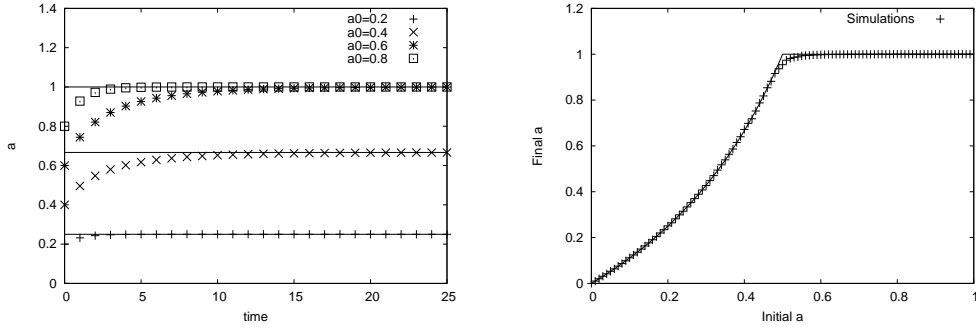 1.4
1.2
1
0.8
0.6
0.4
0.2
0
a
a0=0.2
a0=0.4
a0=0.6
a0=0.8
0 5 10 15 20 25
time
1.2
1
0.8
0.6
0.4
0.2
0
Final a
Simulations
0 0.2 0.4 0.6 0.8 1
Initial a